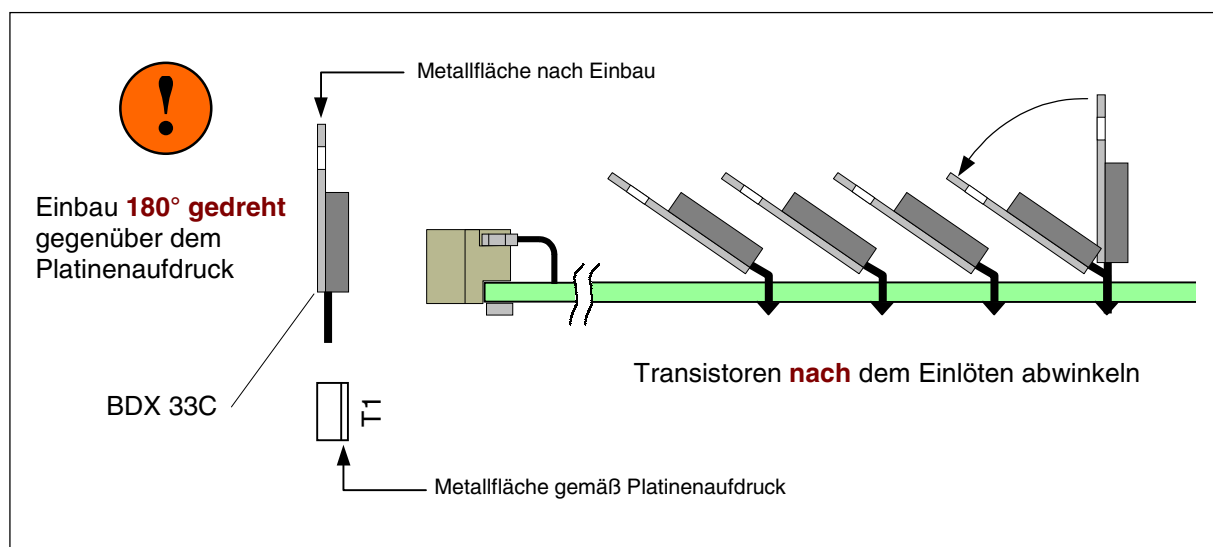 !
Metallfläche nach Einbau
Einbau 180° gedreht
gegenüber dem
Platinenaufdruck
BDX 33C
T1
Metallfläche gemäß Platinenaufdruck
Transistoren nach dem Einlöten abwinkeln